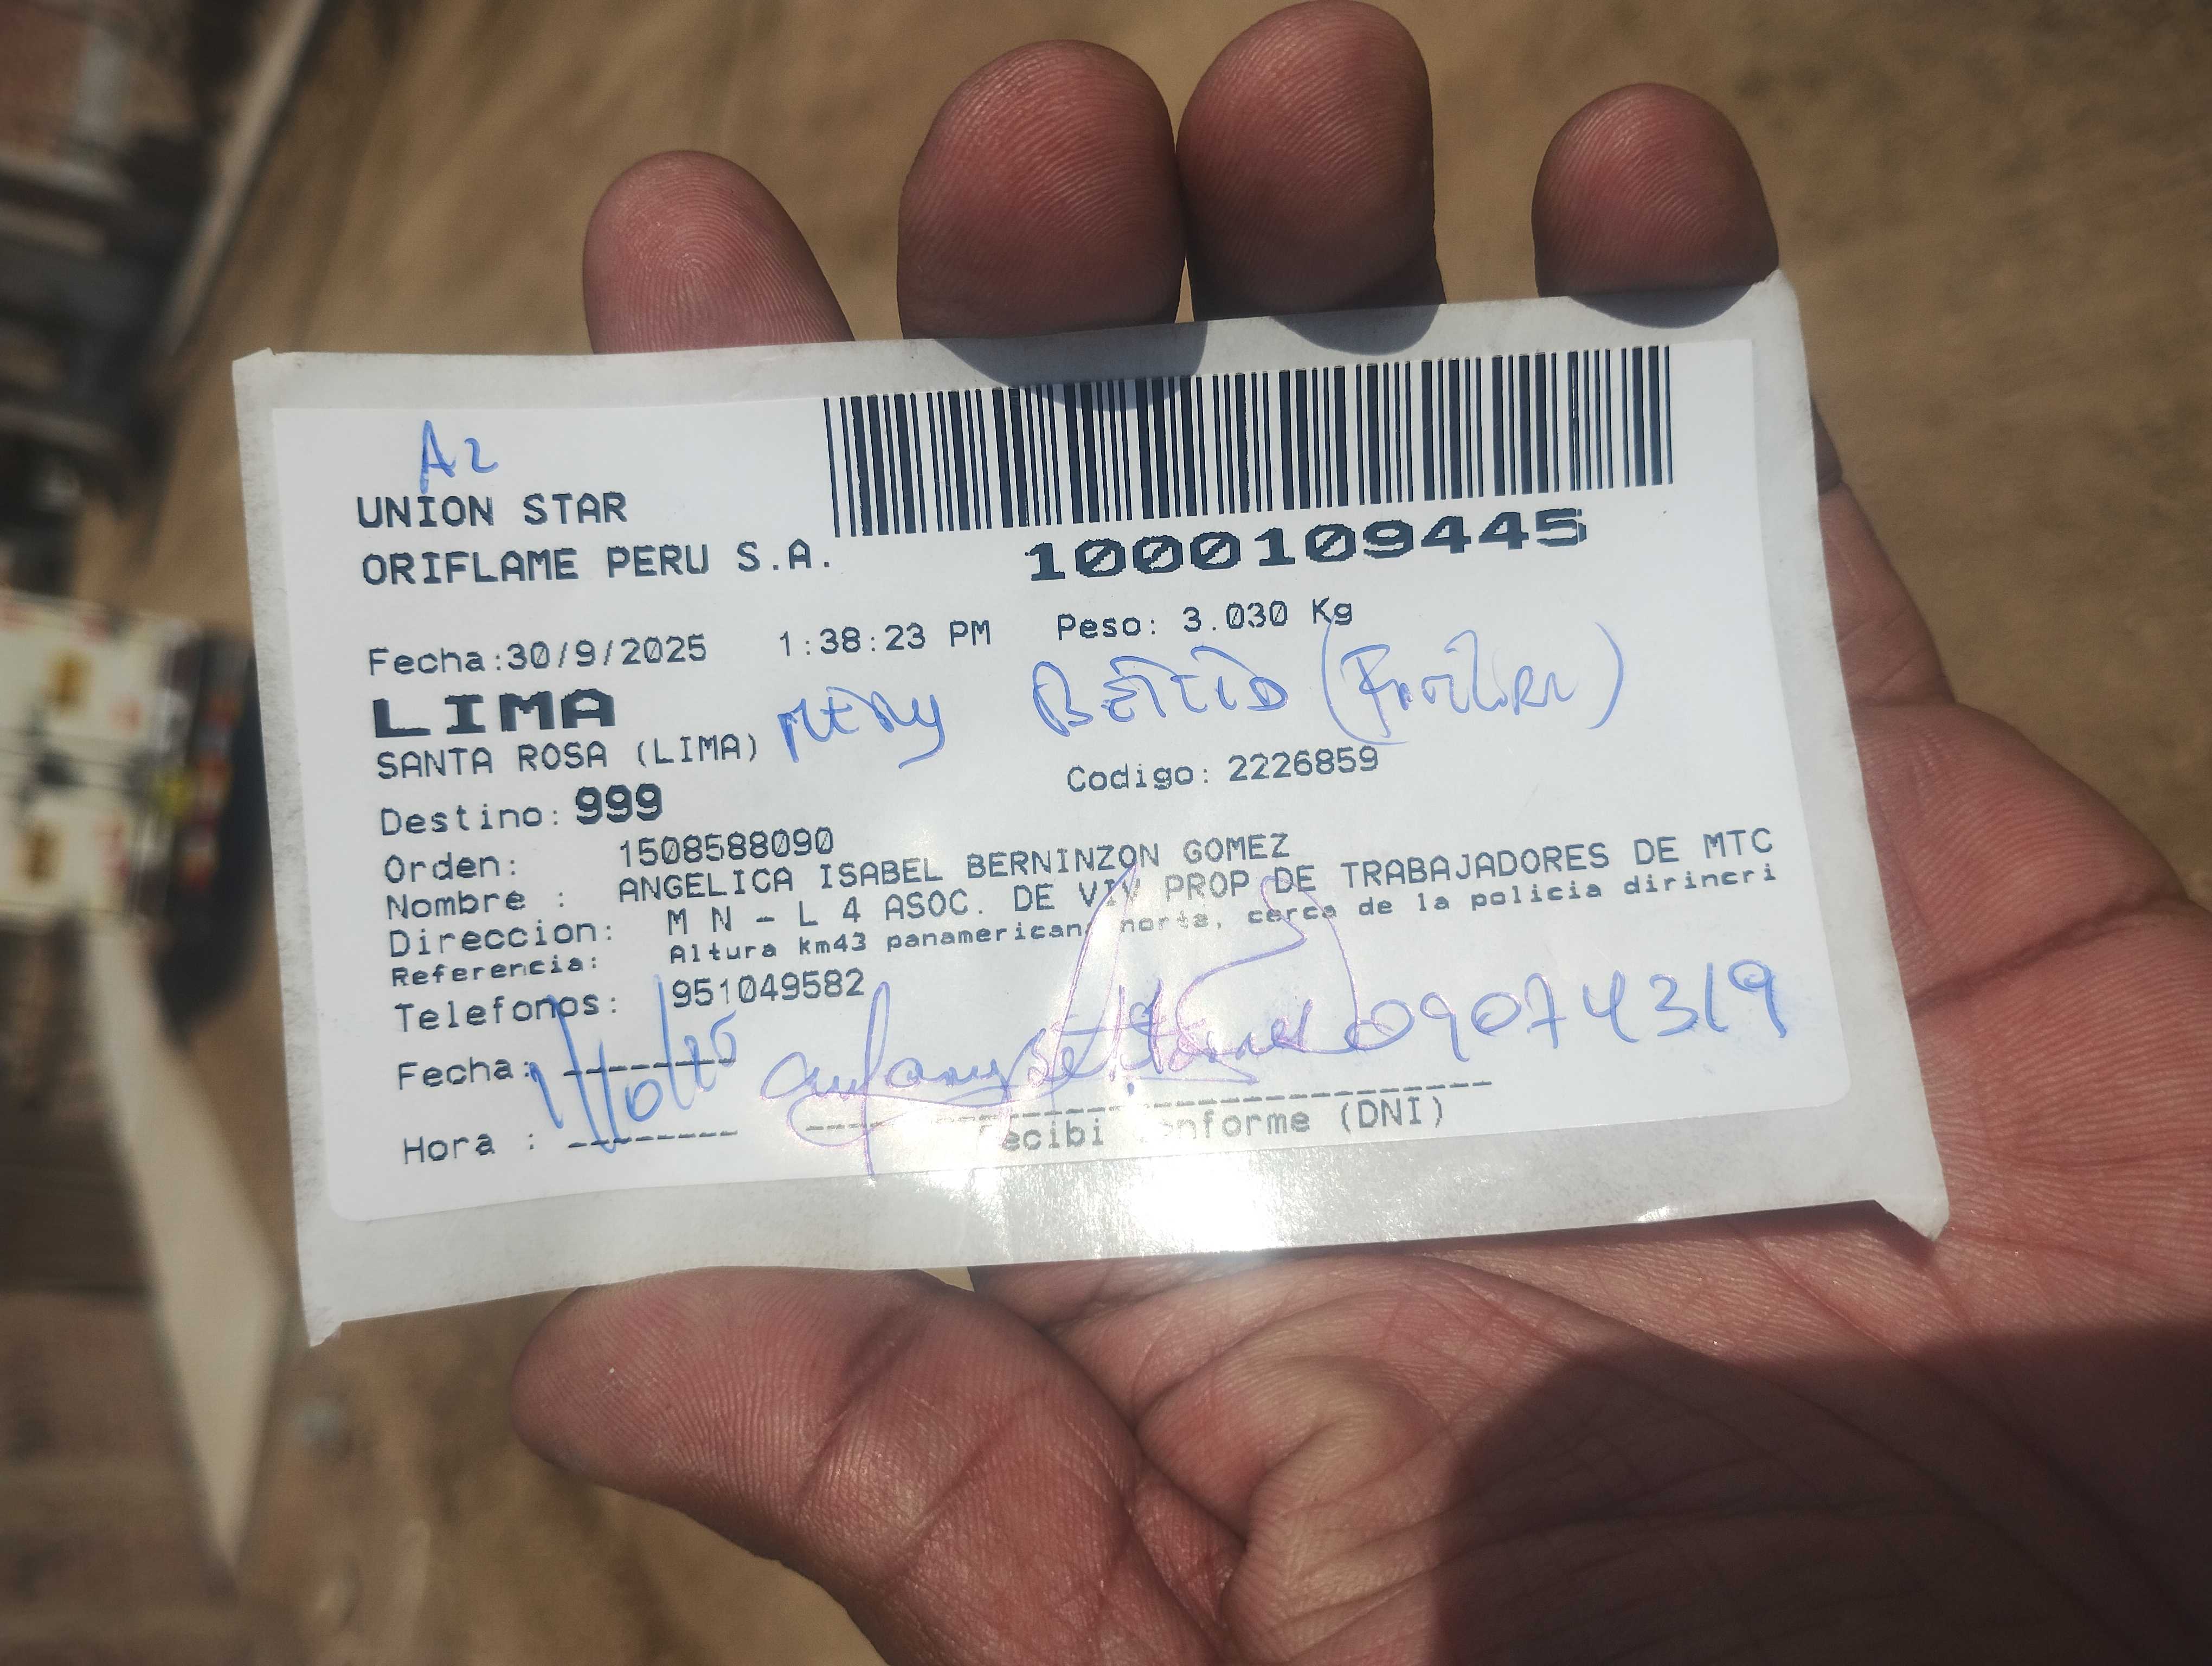 A2
UNION STAR
ORIFLAME PERU S.A.
1000109445
Fecha:30/9/2025 1:38:23 PM Peso: 3.030 Kg
LIMA
SANTA ROSA (LIMA) MERY
Destino: 999 Codigo: 2226859
Orden: 1508588090
Nombre : ANGELICA ISABEL BERNINZON GOMEZ
Direccion: M N - L 4 ASOC. DE VIV PROP DE TRABAJADORES DE MTC
Referencia: Altura km43 panamericana norte, cerca de la policia dirincri
Telefonos: 951049582
Fecha: 09074319
Hora : Recibi conforme (DNI)